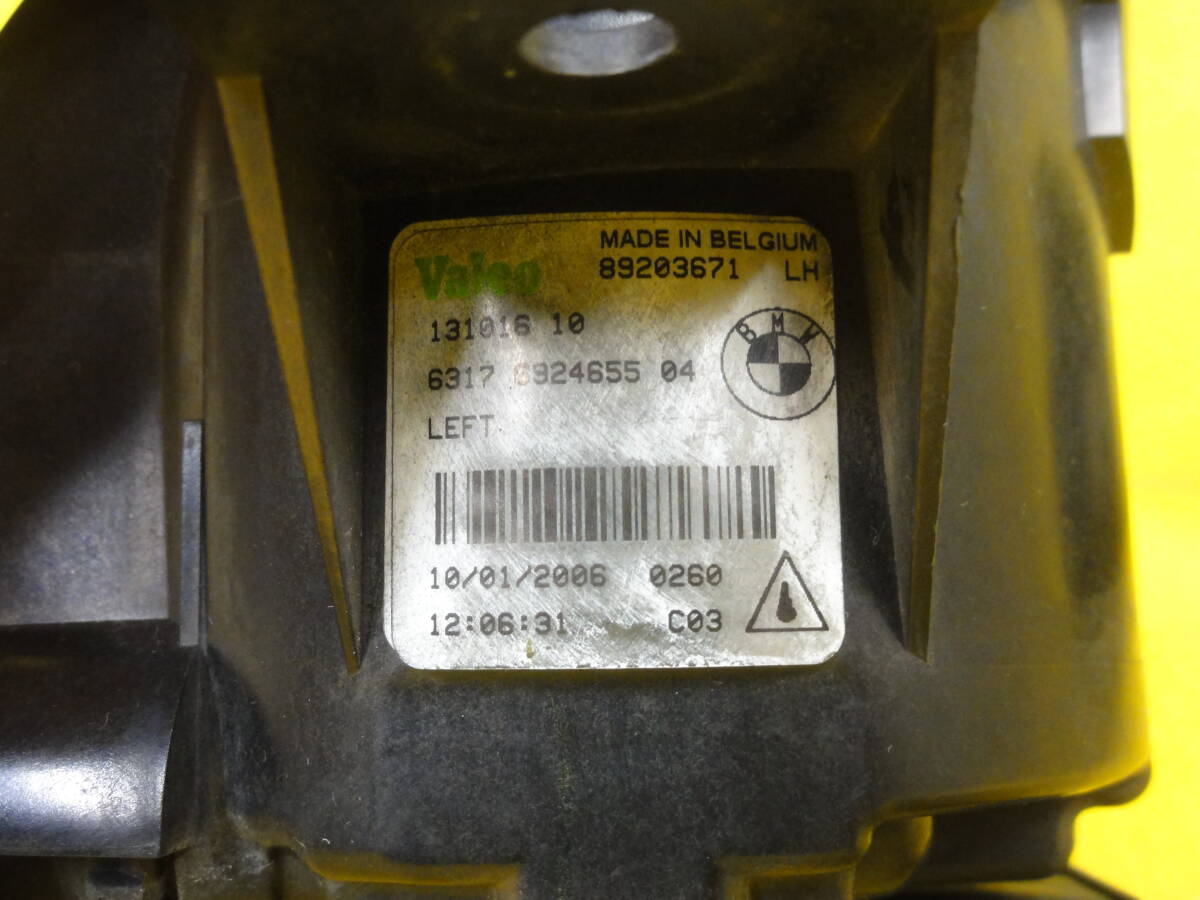 MADE IN BELGIUM
Valeo
89203671 LH
131016 10
BMW
6317 6924655 04
LEFT
10/01/2006 0260
12:06:31 C03